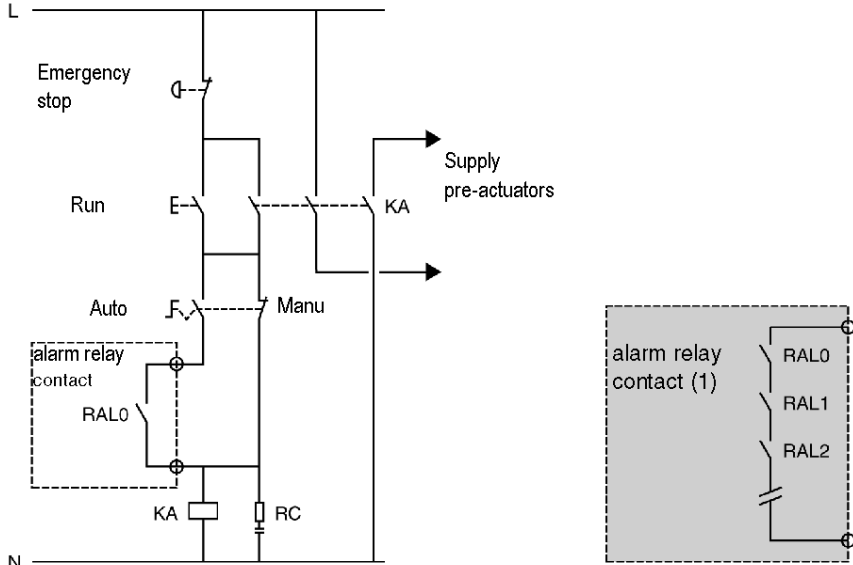 L
Emergency
stop
Supply
pre-actuators
Run
KA
Auto
Manu
alarm relay
contact
RAL0
KA
RC
N
alarm relay
contact (1)
RAL0
RAL1
RAL2